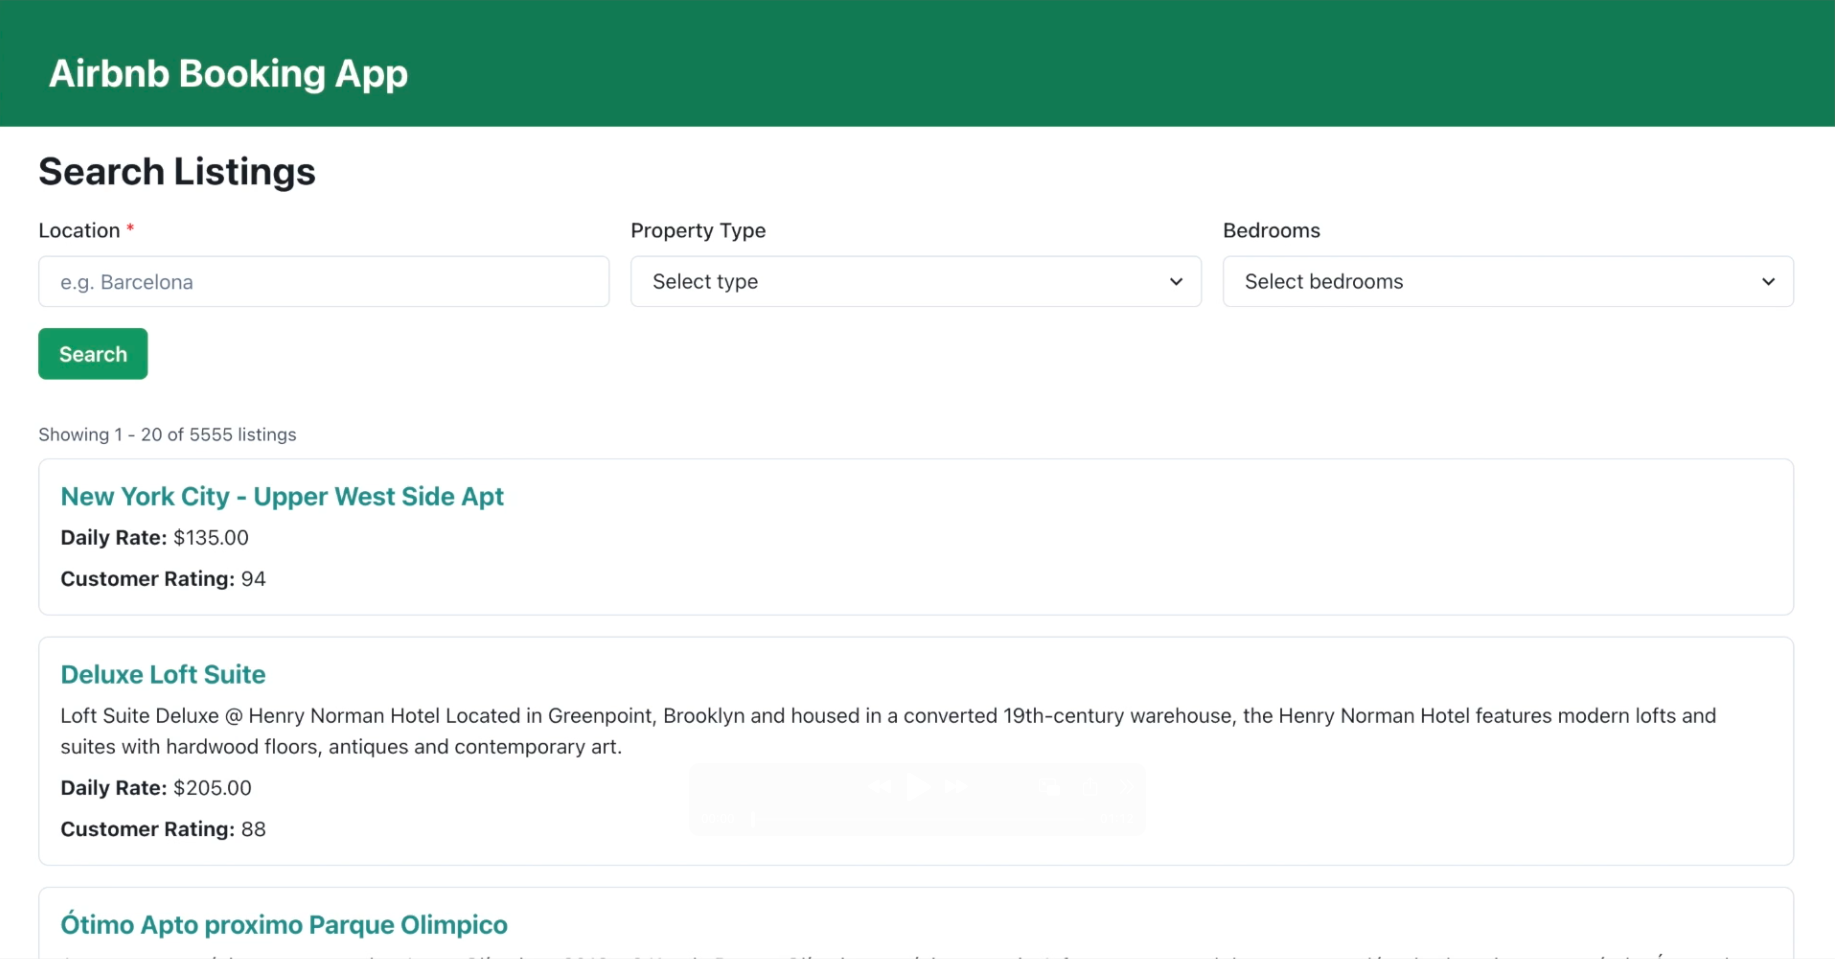 Airbnb Booking App
Search Listings
Location *
Property Type
Bedrooms
e.g. Barcelona
Select type
Select bedrooms
Search
Showing 1 - 20 of 5555 listings
New York City - Upper West Side Apt
Daily Rate: $135.00
Customer Rating: 94
Deluxe Loft Suite
Loft Suite Deluxe @ Henry Norman Hotel Located in Greenpoint, Brooklyn and housed in a converted 19th-century warehouse, the Henry Norman Hotel features modern lofts and
suites with hardwood floors, antiques and contemporary art.
Daily Rate: $205.00
Customer Rating: 88
Ótimo Apto proximo Parque Olimpico